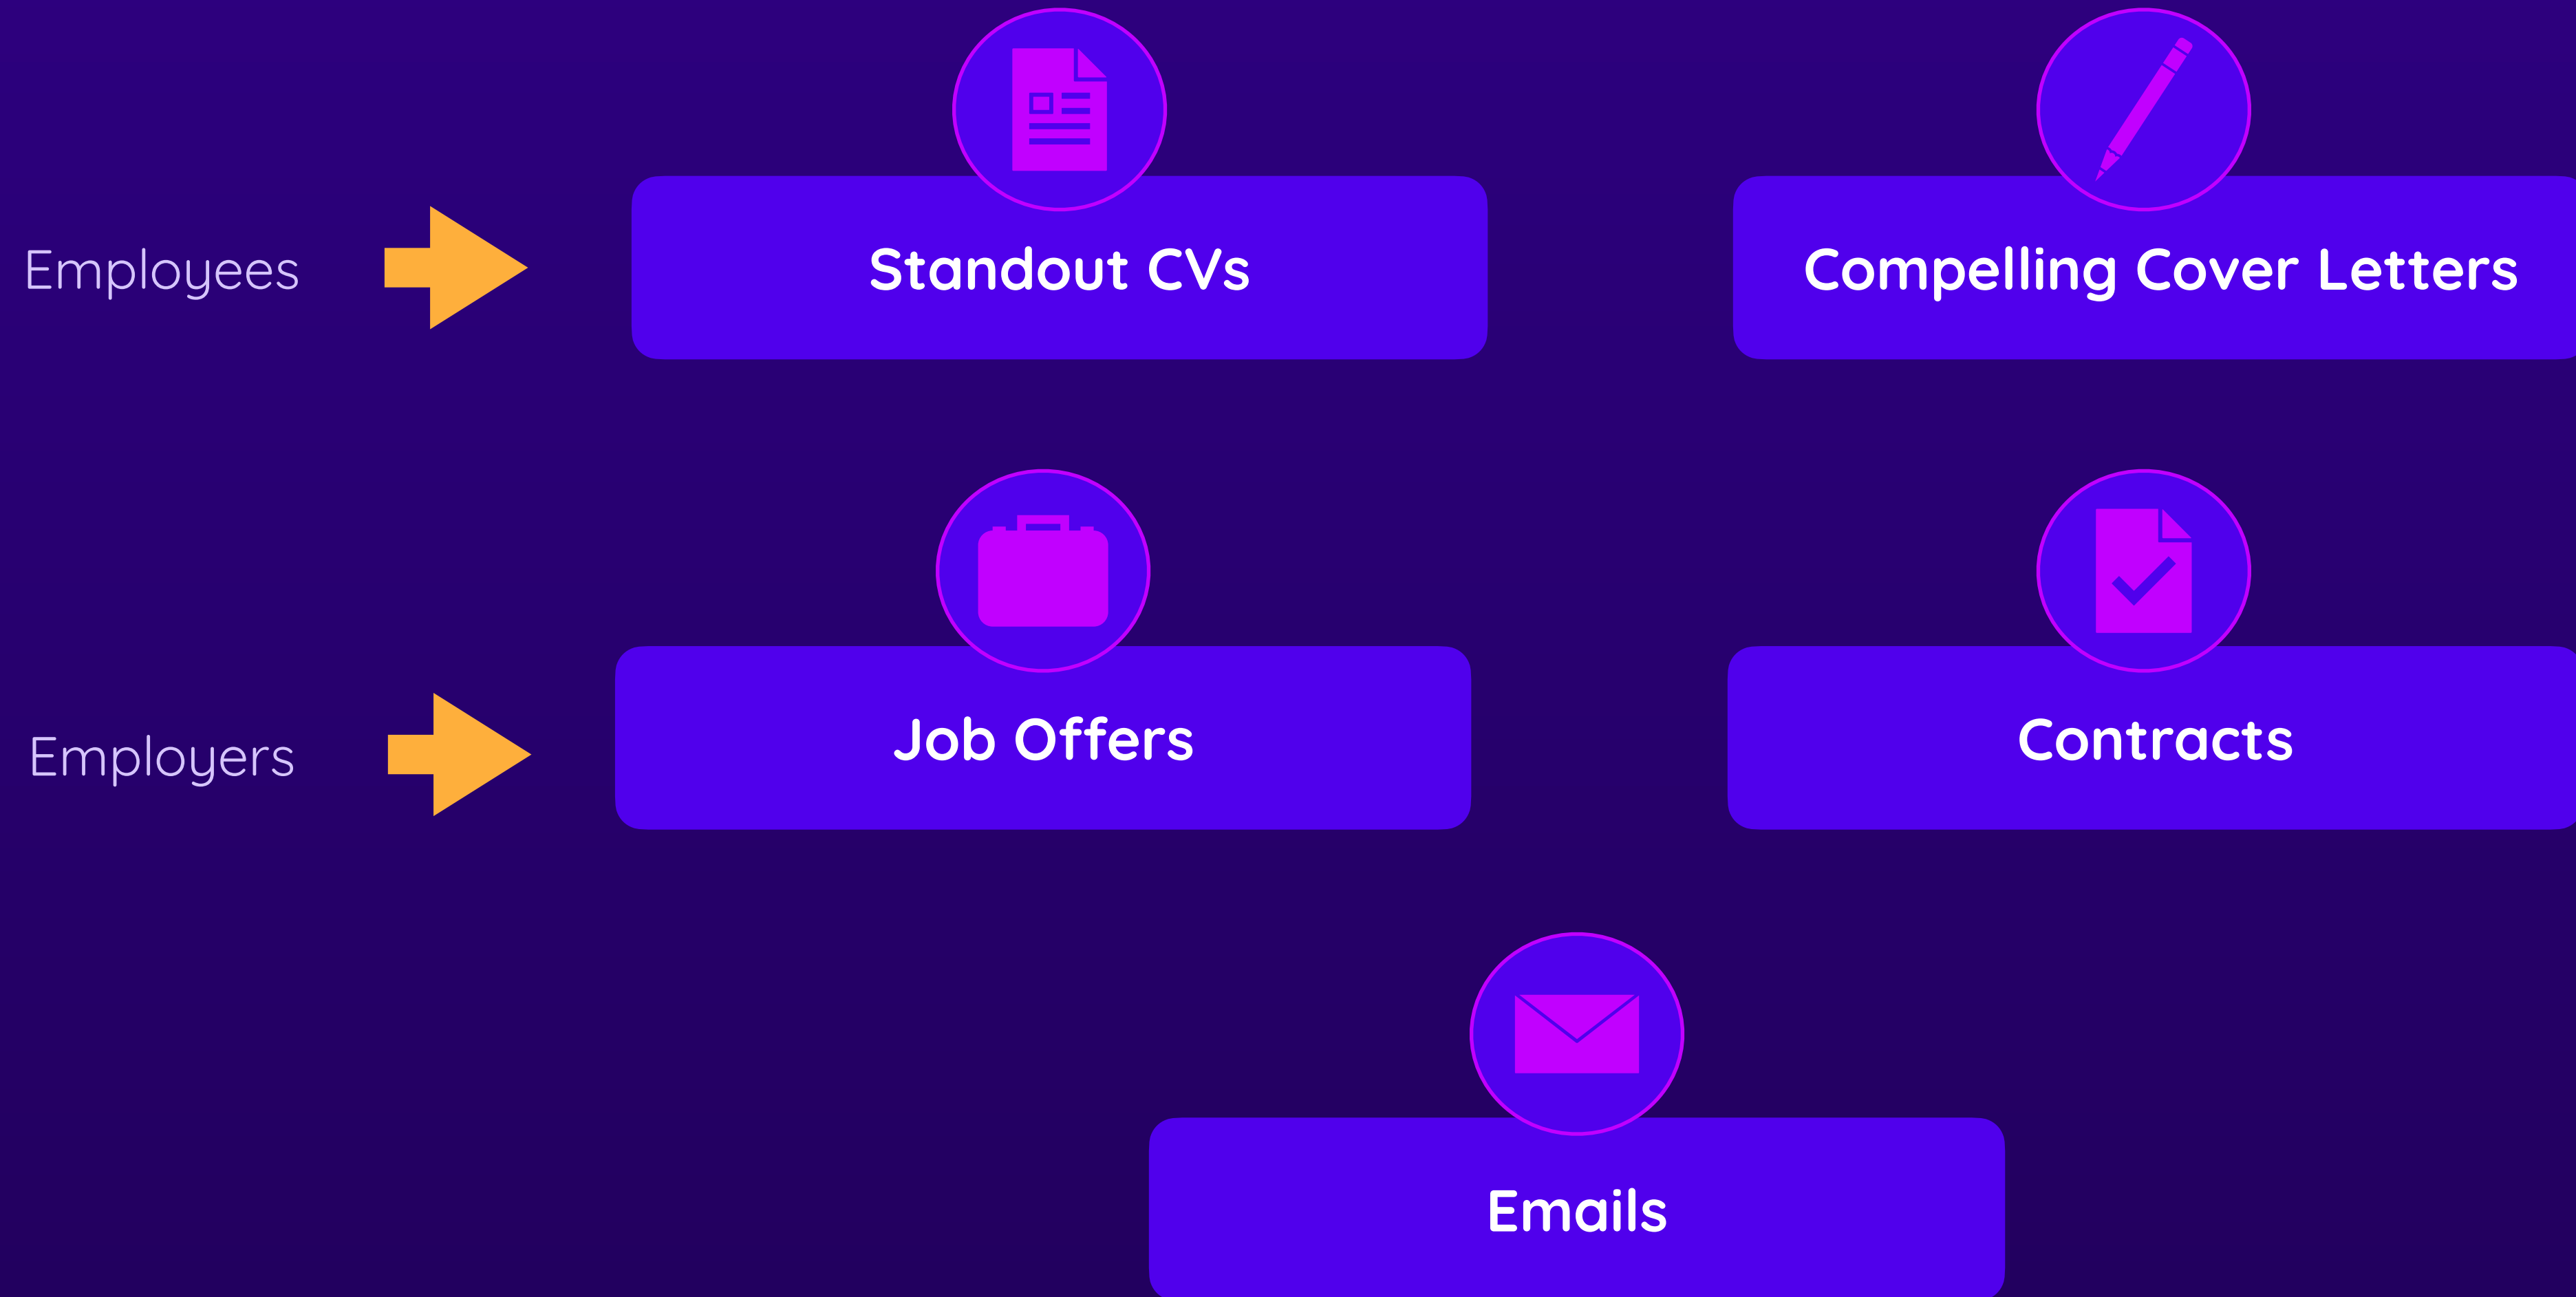 Employees
Standout CVs
Compelling Cover Letters
Employers
Job Offers
Contracts
Emails